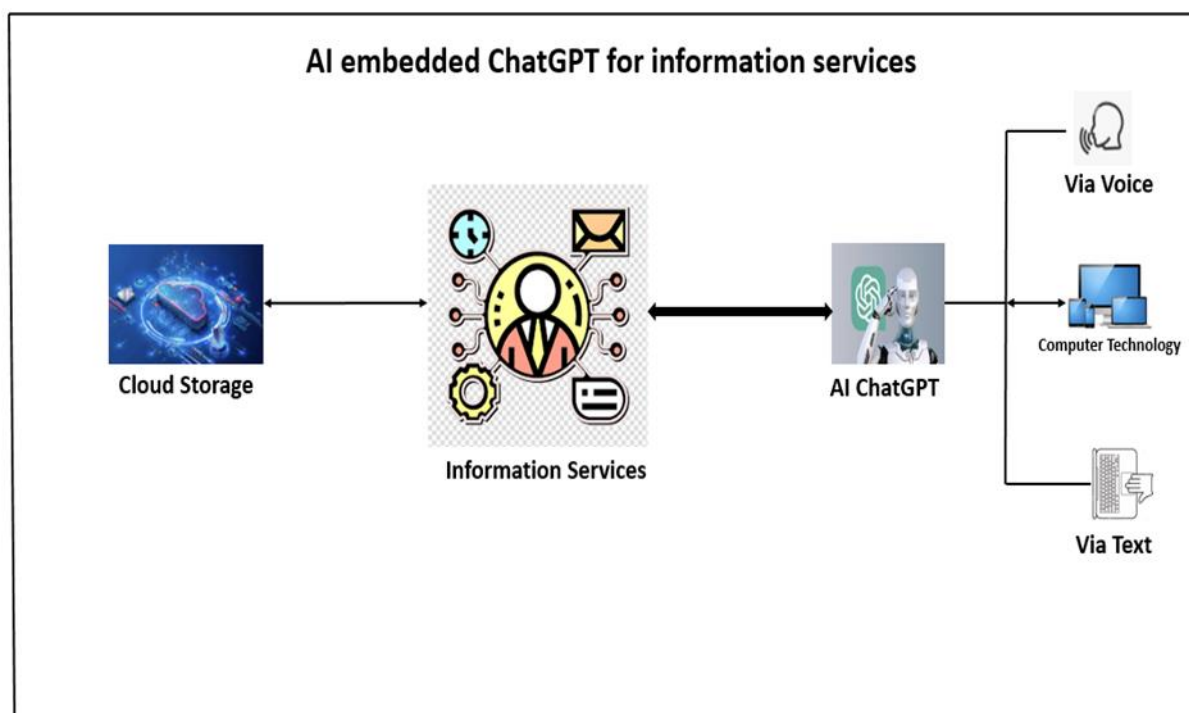 AI embedded ChatGPT for information services
Via Voice
Computer Technology
Cloud Storage
AI ChatGPT
Information Services
Via Text